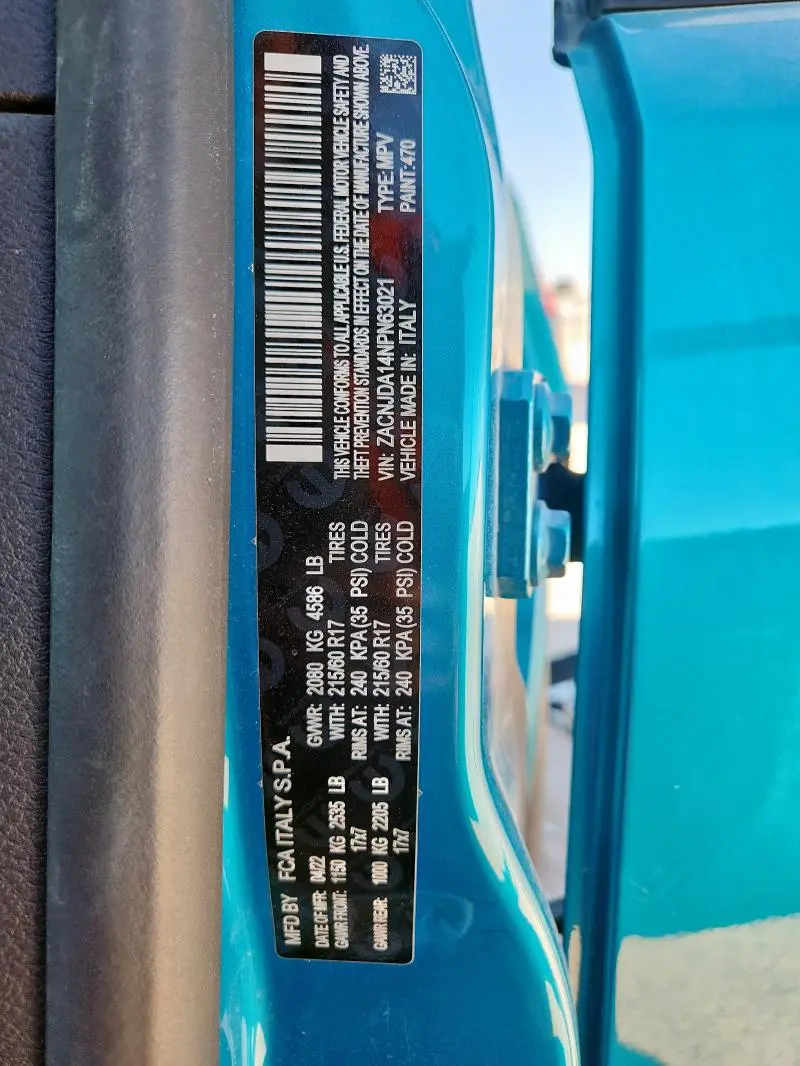 MFD BY FCA ITALY S.P.A.
DATE OF MFR: 04/22 GVWR: 2080 KG 4586 LB
GAWR FRONT: 1150 KG 2535 LB WITH: 215/60 R17 TIRES
17x7 RIMS AT: 240 KPA (35 PSI) COLD
GAWR REAR: 1000 KG 2205 LB WITH: 215/60 R17 TIRES
17x7 RIMS AT: 240 KPA (35 PSI) COLD
THIS VEHICLE CONFORMS TO ALL APPLICABLE U.S. FEDERAL MOTOR VEHICLE SAFETY AND
THEFT PREVENTION STANDARDS IN EFFECT ON THE DATE OF MANUFACTURE SHOWN ABOVE.
VIN: ZACNJDA14NPN63021 TYPE: MPV
VEHICLE MADE IN: ITALY PAINT: 470